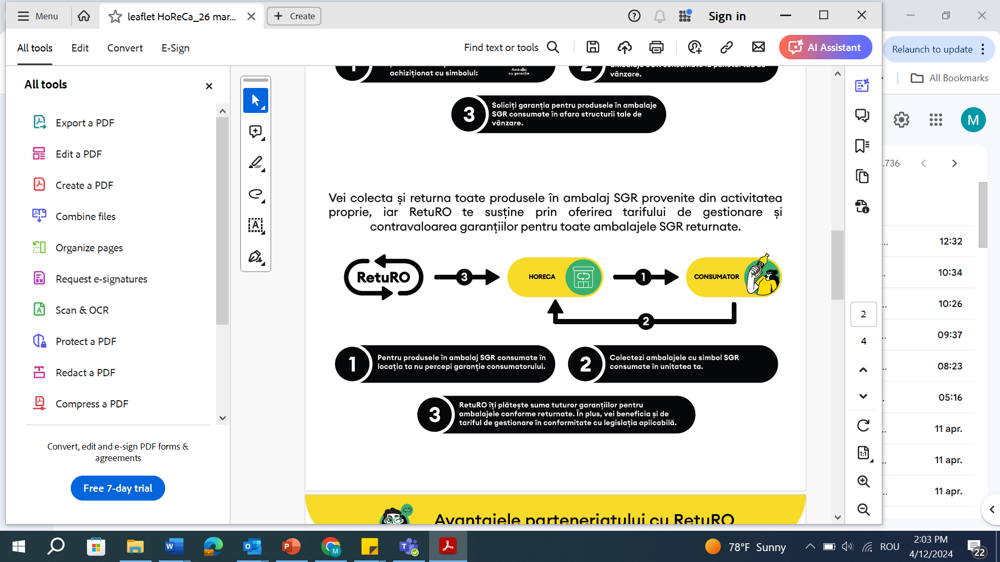 Menu
leaflet HoReCa_26 mar...
Create
Sign in
All tools
Edit
Convert
E-Sign
Find text or tools
AI Assistant
Relaunch to update
All Bookmarks
All tools
Export a PDF
Edit a PDF
Create a PDF
Combine files
Organize pages
Request e-signatures
Scan & OCR
Protect a PDF
Redact a PDF
Compress a PDF
Convert, edit and e-sign PDF forms &
agreements
Free 7-day trial
achiziționat cu simbolul:
Ambalaj
cu garanție
vânzare.
3
Soliciți garanția pentru produsele în ambalaje
SGR consumate în afara structurii tale de
vânzare.
Vei colecta și returna toate produsele în ambalaj SGR provenite din activitatea
proprie, iar RetuRO te susține prin oferirea tarifului de gestionare și
contravaloarea garanțiilor pentru toate ambalajele SGR returnate.
RetuRO
3
HORECA
1
CONSUMATOR
2
1
Pentru produsele în ambalaj SGR consumate în
locația ta nu percepi garanție consumatorului.
2
Colectezi ambalajele cu simbol SGR
consumate în unitatea ta.
3
RetuRO îți plătește suma tuturor garanțiilor pentru
ambalajele conforme returnate. În plus, vei beneficia și de
tariful de gestionare în conformitate cu legislația aplicabilă.
Avantajele parteneriatului cu RetuRO
2
4
1:1
M
.736
12:32
10:34
10:26
09:37
08:23
05:16
11 apr.
11 apr.
11 apr.
78°F Sunny
ROU
2:03 PM
4/12/2024
22